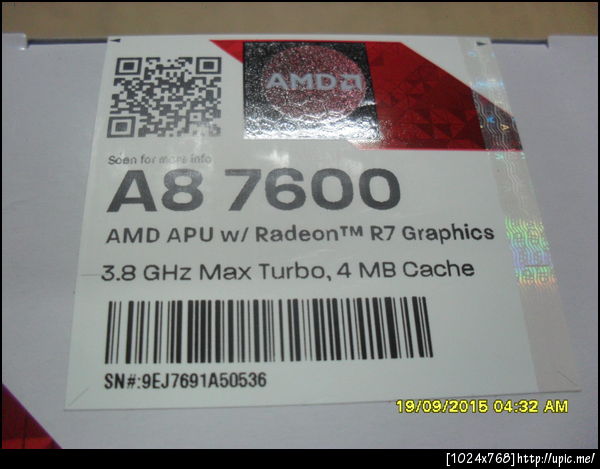 AMD
Scan for more info
A8 7600
AMD APU w/ Radeon™ R7 Graphics
3.8 GHz Max Turbo, 4 MB Cache
SN#:9EJ7691A50536
19/09/2015 04:32 AM
[1024x768]http://upic.me/